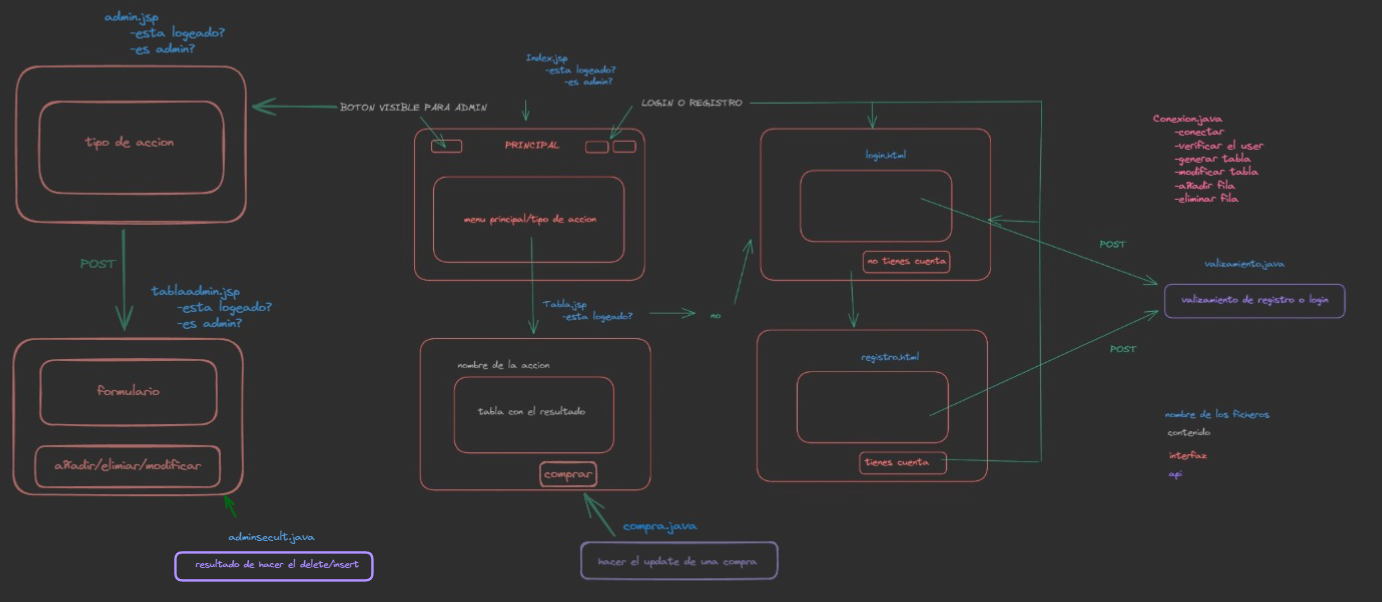 admin.jsp
-esta logeado?
-es admin?
tipo de accion
POST
tablaadmin.jsp
-esta logeado?
-es admin?
formulario
añadir/elimiar/modificar
adminsecult.java
resultado de hacer el delete/insert
BOTON VISIBLE PARA ADMIN
Index.jsp
-esta logeado?
-es admin?
LOGIN O REGISTRO
PRINCIPAL
menu principal/tipo de accion
Tabla.jsp
-esta logeado?
no
nombre de la accion
tabla con el resultado
comprar
compra.java
hacer el update de una compra
login.html
no tienes cuenta
registro.html
tienes cuenta
POST
POST
Conexion.java
-conectar
-verificar el user
-generar tabla
-modificar tabla
-añadir fila
-eliminar fila
valizamiento.java
valizamiento de registro o login
nombre de los ficheros
contenido
interfaz
api